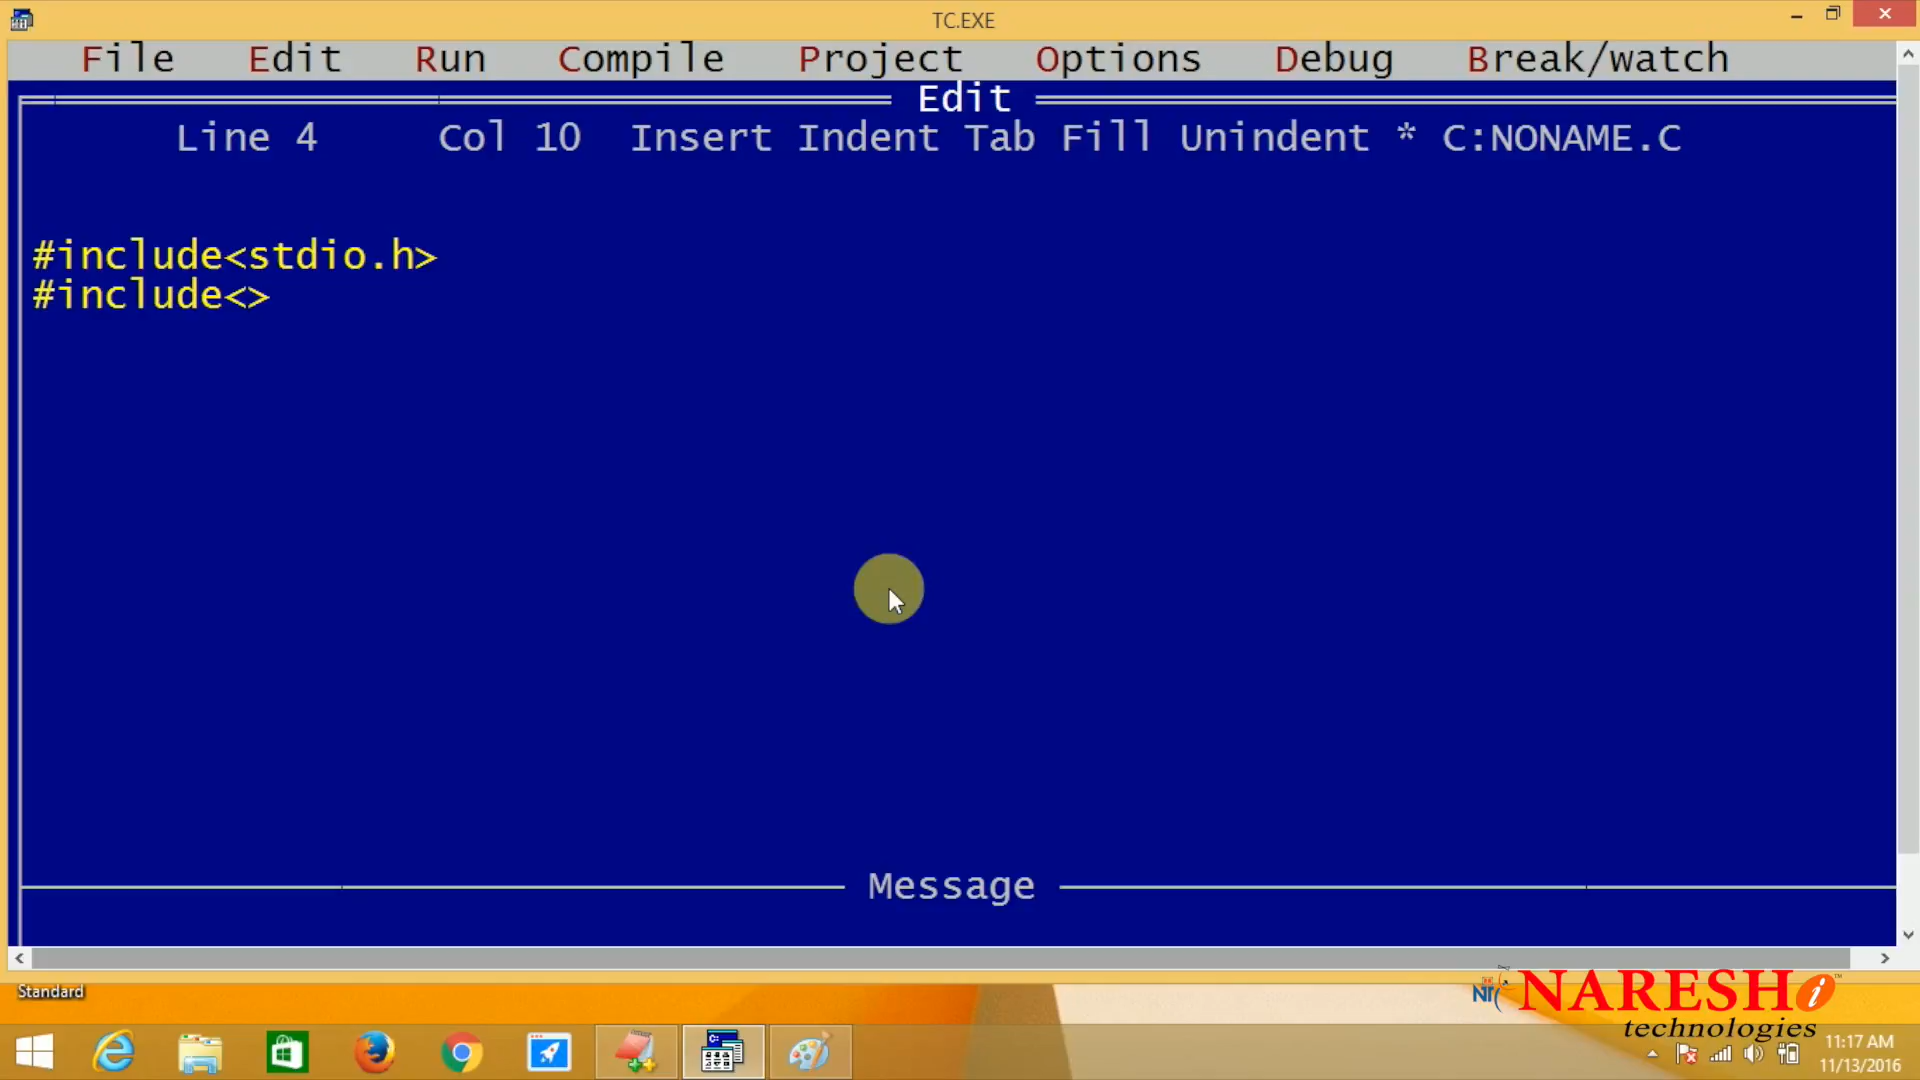 TC.EXE
File Edit Run Compile Project Options Debug Break/watch
Edit
Line 4 Col 10 Insert Indent Tab Fill Unindent * C:NONAME.C
#include<stdio.h>
#include<>
Message
Standard
NARESH i
technologies
11:17 AM
11/13/2016